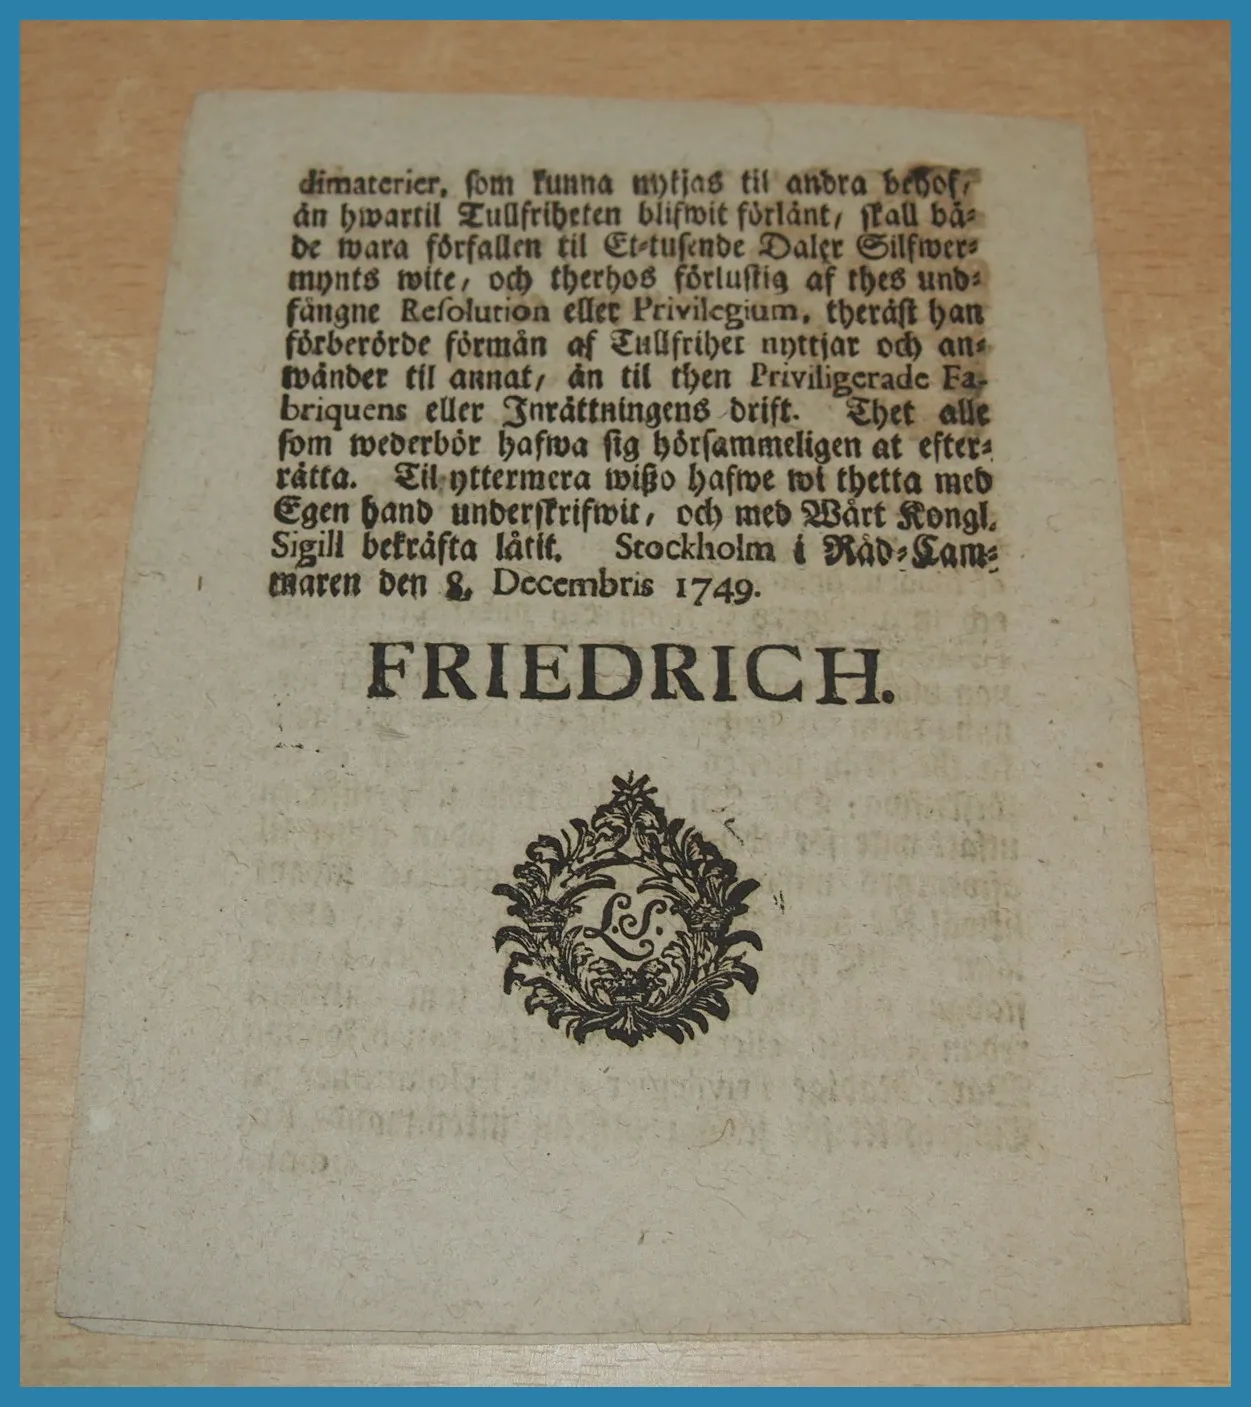 dimaterier, som kunna nyttjas til andra behof,
än hwartil Tullfriheten blifwit förlänt, skall bå-
de wara förfallen til Et-tusende Daler Silfwer-
mynts wite, och therhos förlustig af thes und-
fångne Resolution eller Privilegium, theräst han
förberörde förmån af Tullfrihet nyttjar och an-
wänder til annat, än til then Priviligerade Fa-
briquens eller Inrättningens drift. Thet alle
som wederbör hafwa sig hörsammeligen at efter-
rätta. Til yttermera wißo hafwe wi thetta med
Egen hand underskrifwit, och med Wårt Kongl.
Sigill bekräfta låtit. Stockholm i Råd-Cam-
maren den 8. Decembris 1749.
FRIEDRICH.
L.S.